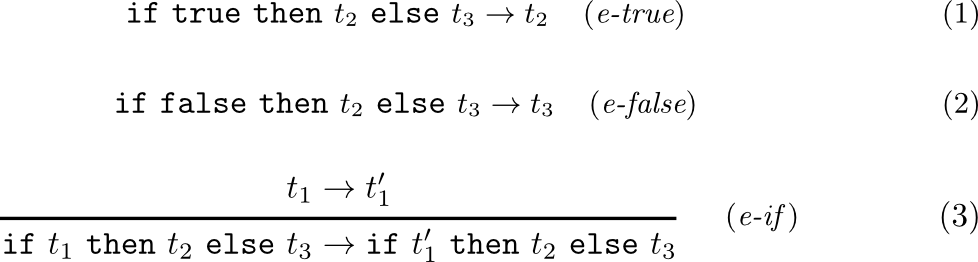 if true then t₂ else t₃ → t₂ (e-true) (1)
if false then t₂ else t₃ → t₃ (e-false) (2)
t₁ → t′₁
if t₁ then t₂ else t₃ → if t′₁ then t₂ else t₃ (e-if) (3)